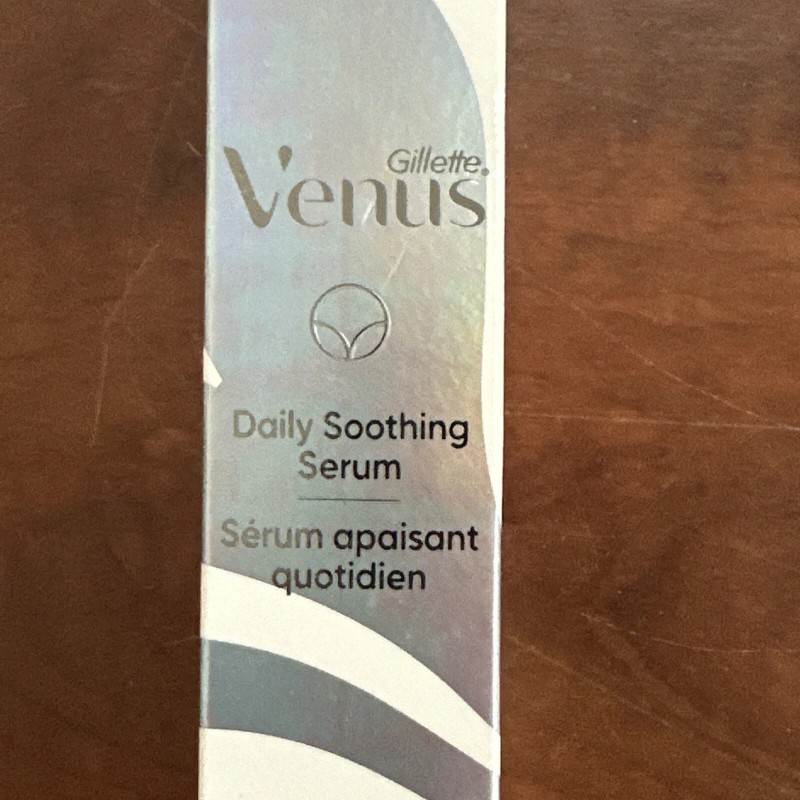 Gillette
Venus
Daily Soothing
Serum
Sérum apaisant
quotidien